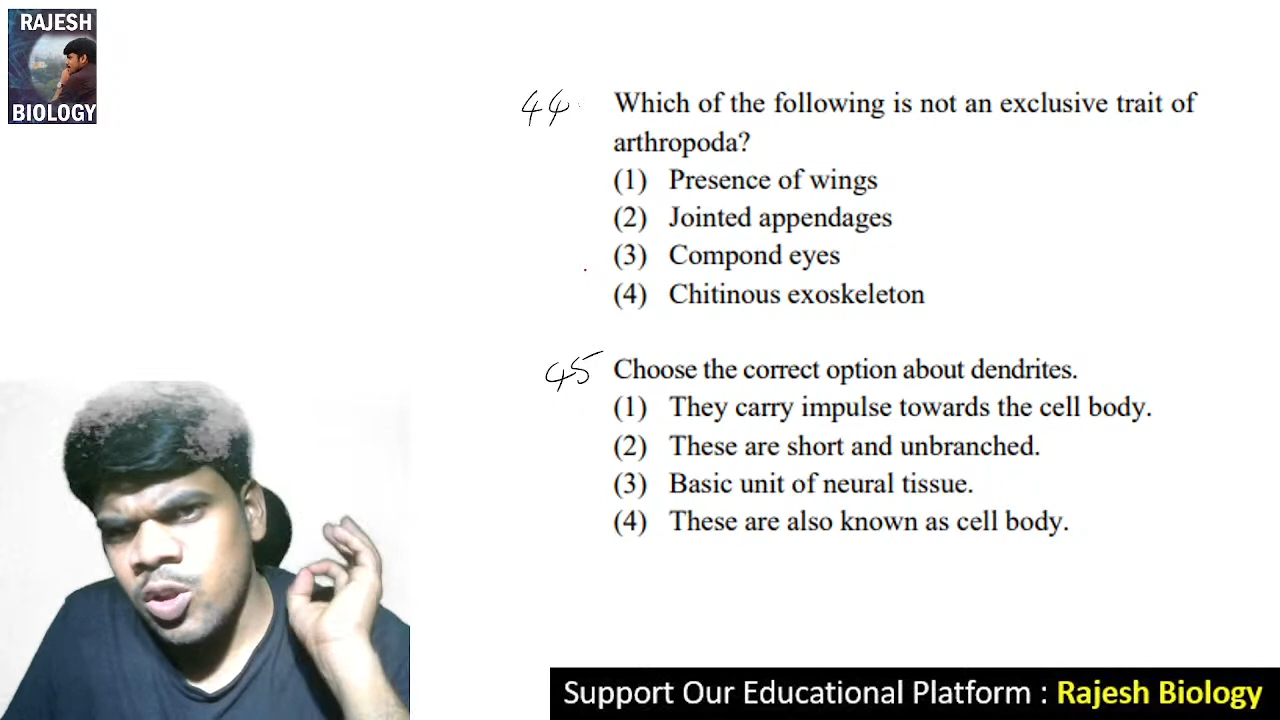 RAJESH
BIOLOGY
44. Which of the following is not an exclusive trait of
arthropoda?
(1) Presence of wings
(2) Jointed appendages
(3) Compond eyes
(4) Chitinous exoskeleton
45 Choose the correct option about dendrites.
(1) They carry impulse towards the cell body.
(2) These are short and unbranched.
(3) Basic unit of neural tissue.
(4) These are also known as cell body.
Support Our Educational Platform : Rajesh Biology